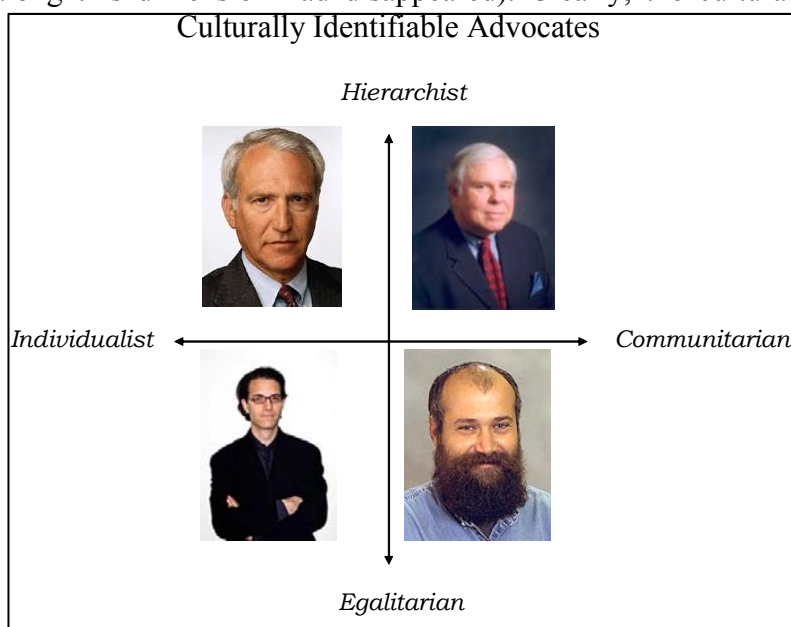 Culturally Identifiable Advocates
Hierarchist
Individualist
Communitarian
Egalitarian